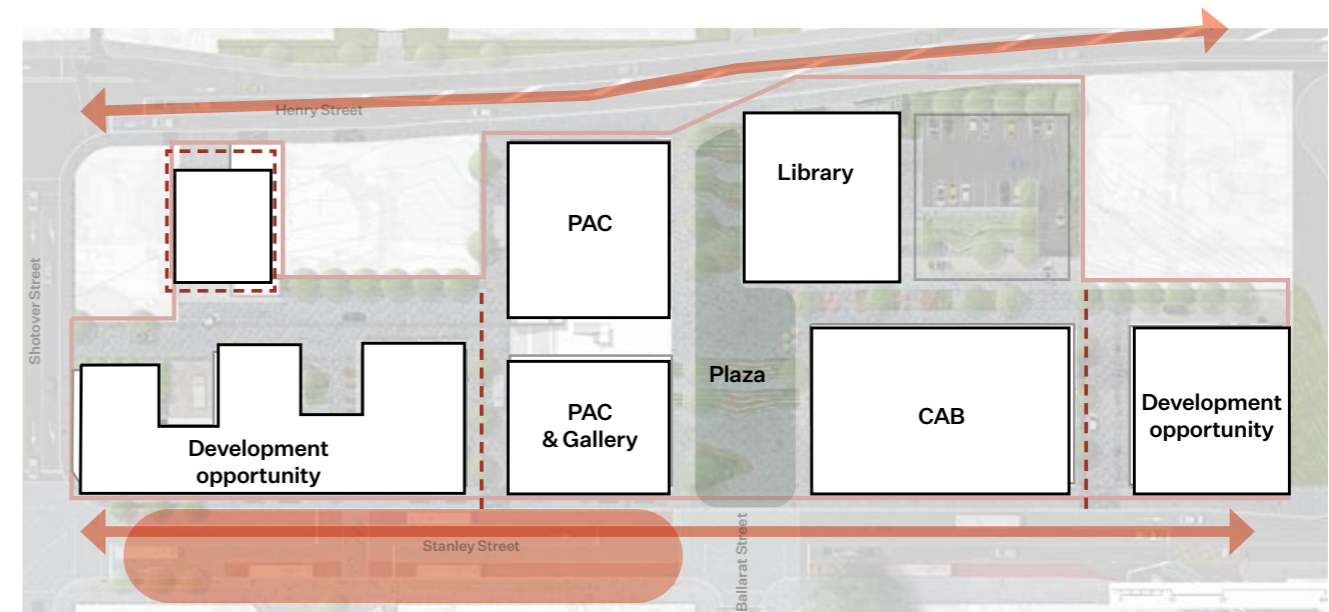 Henry Street
Library
PAC
Shotover Street
Plaza
PAC
& Gallery
CAB
Development
opportunity
Development
opportunity
Stanley Street
Ballarat Street